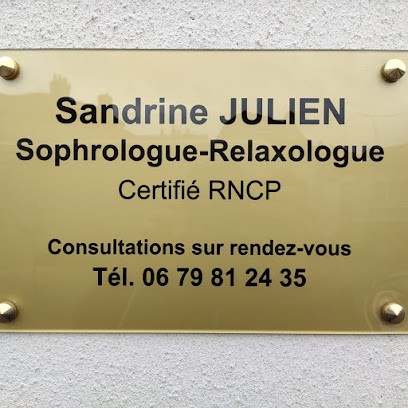 Sandrine JULIEN
Sophrologue-Relaxologue
Certifié RNCP
Consultations sur rendez-vous
Tél. 06 79 81 24 35